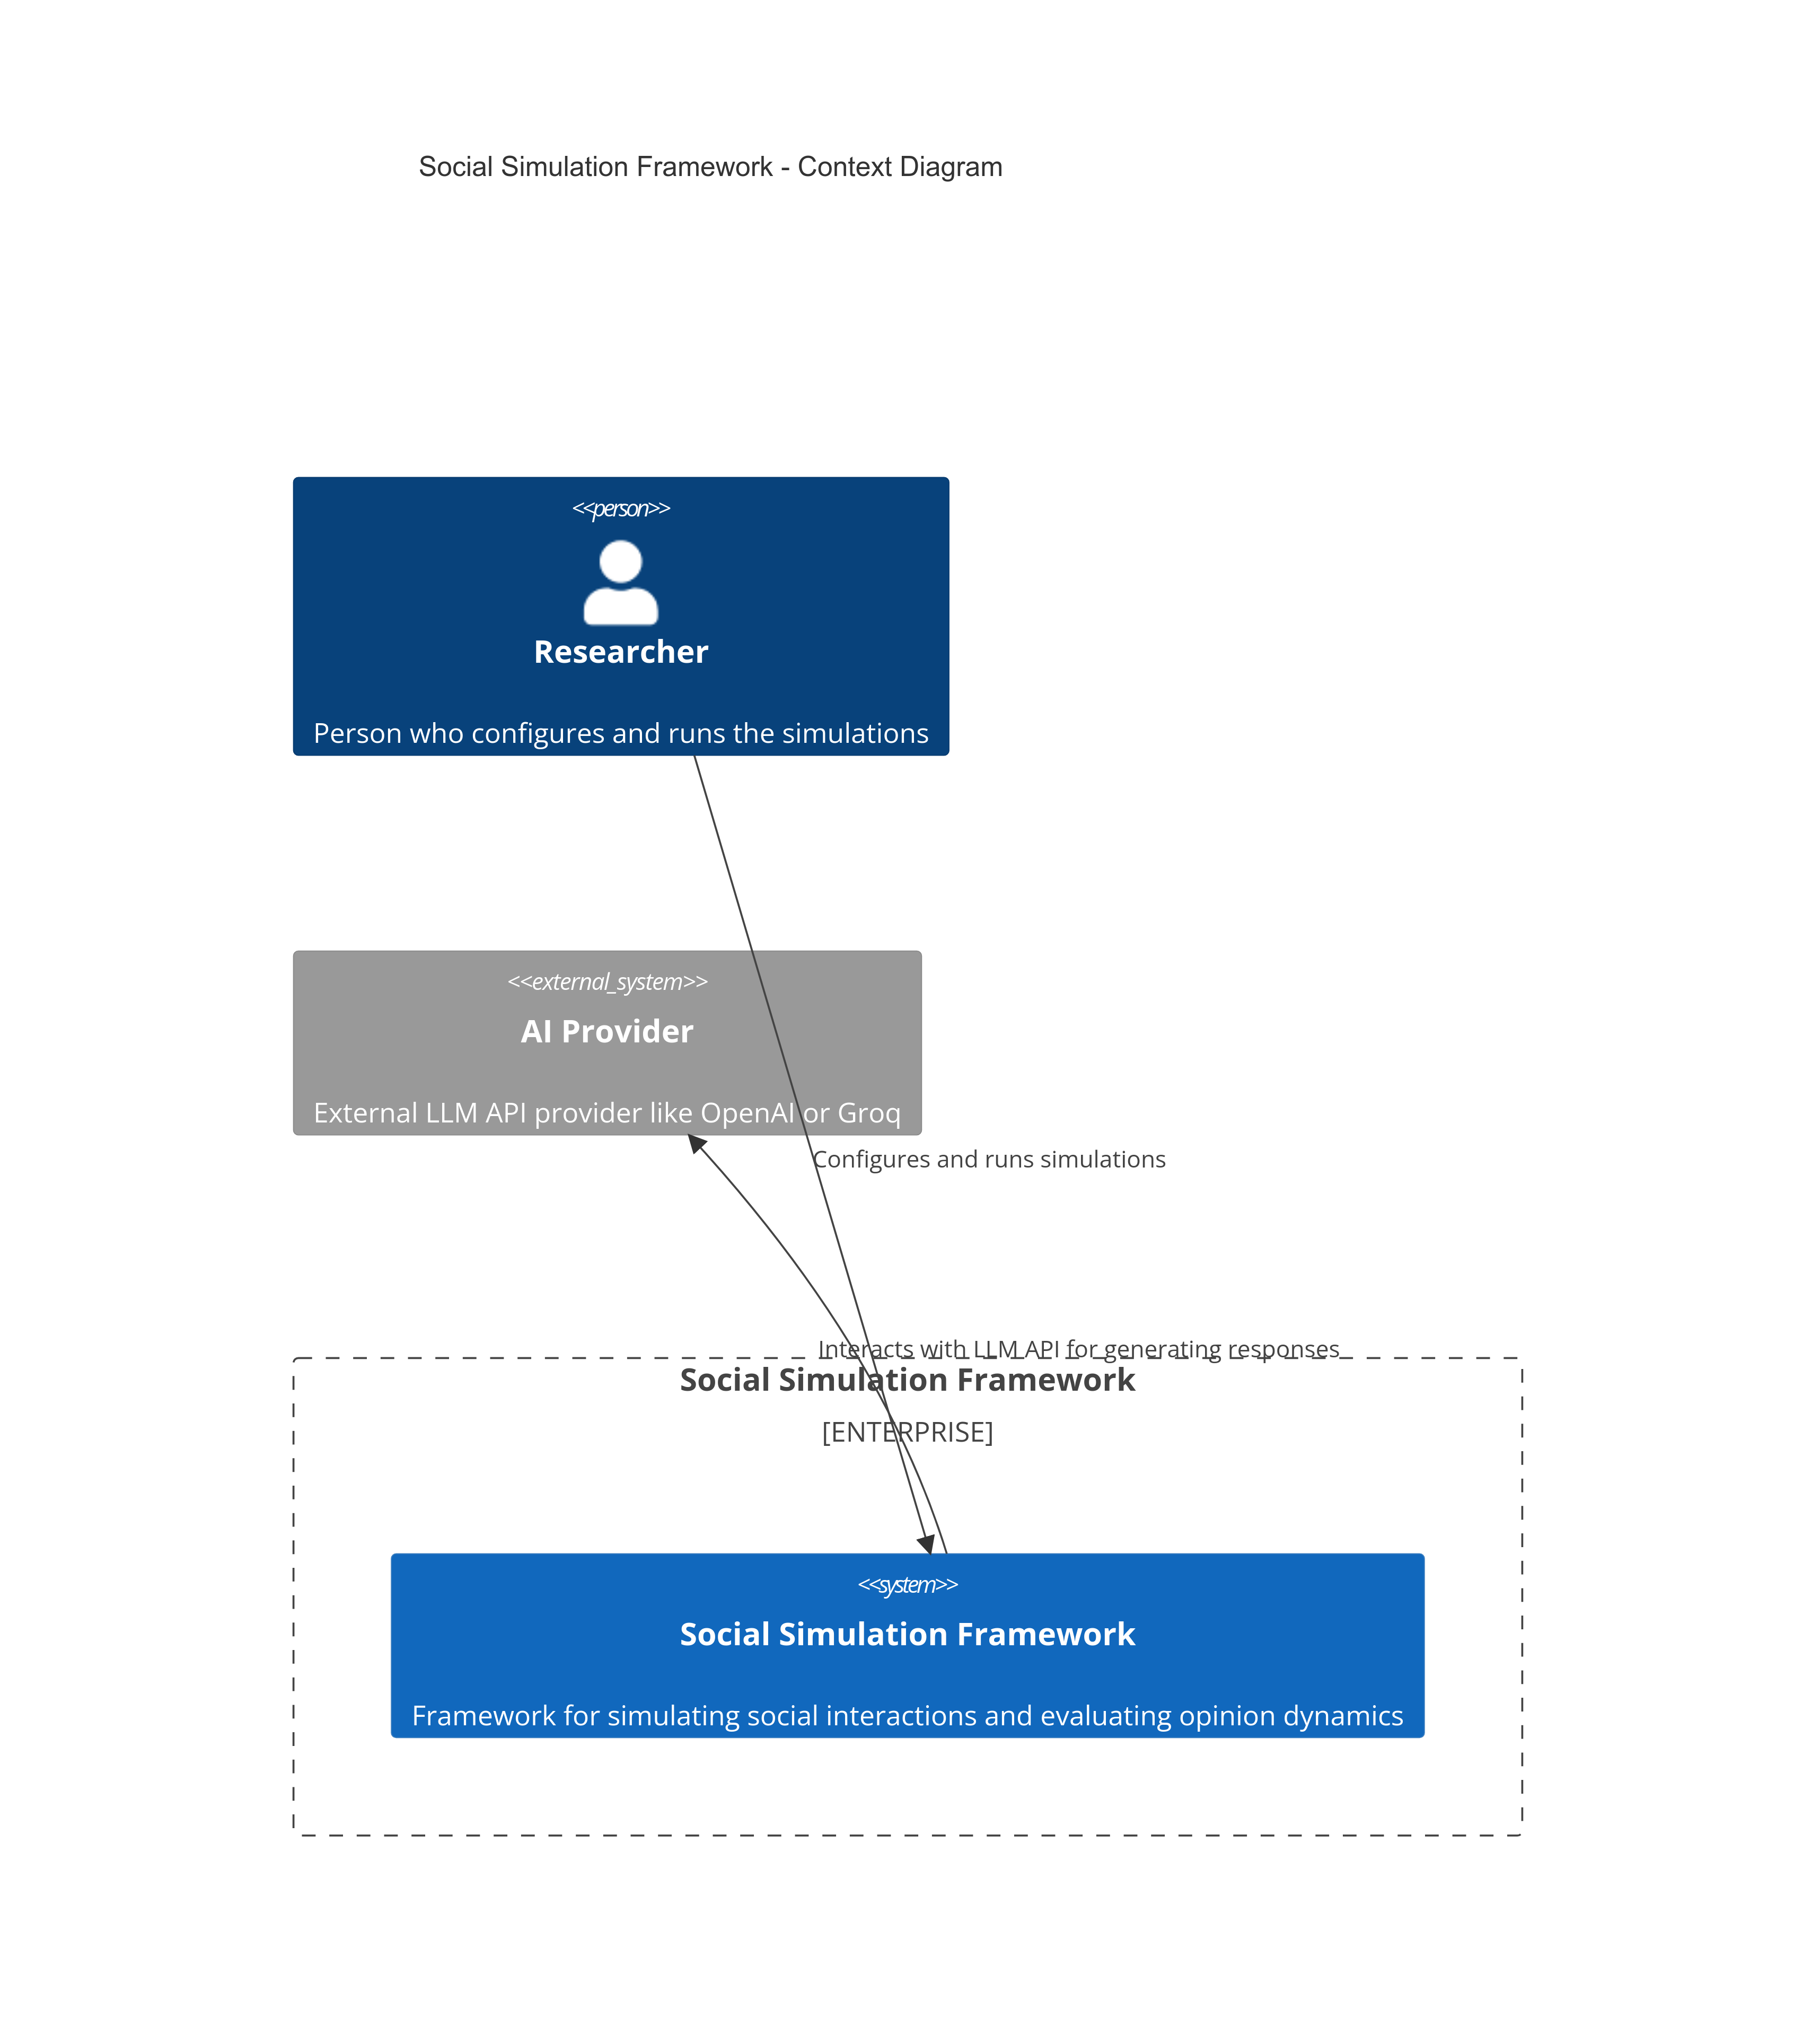 Social Simulation Framework - Context Diagram
<<person>>
Researcher
Person who configures and runs the simulations
<<external_system>>
AI Provider
External LLM API provider like OpenAI or Groq
Configures and runs simulations
Interacts with LLM API for generating responses
Social Simulation Framework
[ENTERPRISE]
<<system>>
Social Simulation Framework
Framework for simulating social interactions and evaluating opinion dynamics